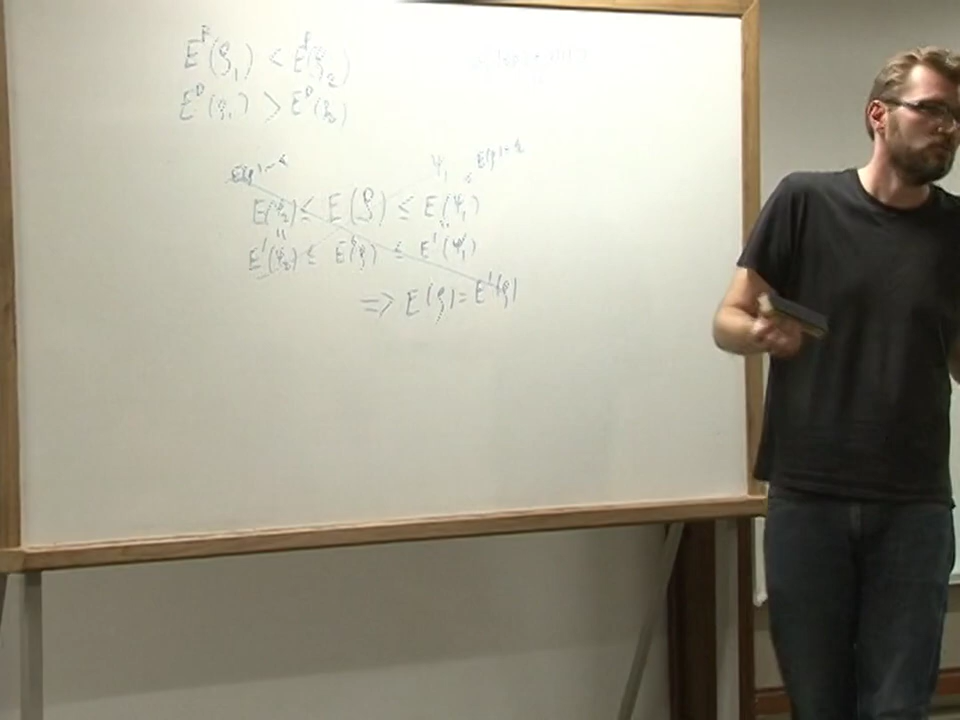 E^F(ρ₁) < E^F(ρ₂)
E^D(ρ₁) > E^D(ρ₂)
ψ₁
E(ψ₂) ≤ E(ρ) ≤ E(ψ₁)
E'(ψ₂) ≤ E'(ρ) ≤ E'(ψ₁)
⇒ E(ρ) = E'(ρ)